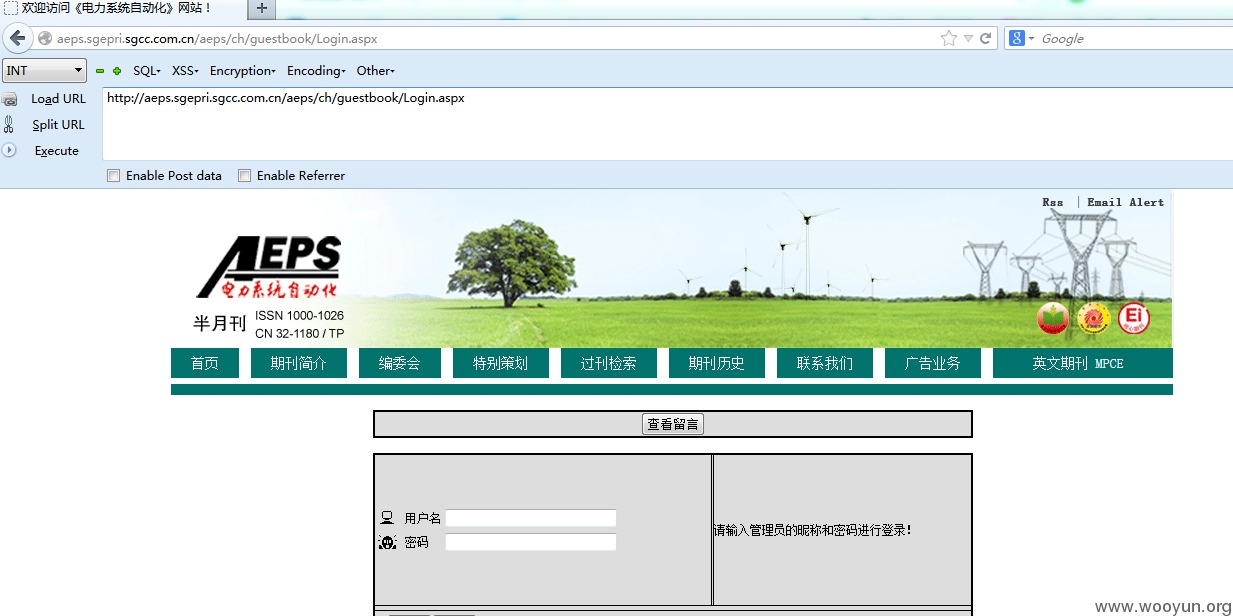 欢迎访问《电力系统自动化》网站！
aeps.sgepri.sgcc.com.cn/aeps/ch/guestbook/Login.aspx
Google
INT SQL XSS Encryption Encoding Other
Load URL
http://aeps.sgepri.sgcc.com.cn/aeps/ch/guestbook/Login.aspx
Split URL
Execute
Enable Post data Enable Referrer
Rss | Email Alert
AEPS
电力系统自动化
半月刊
ISSN 1000-1026
CN 32-1180 / TP
Ei
首页 期刊简介 编委会 特别策划 过刊检索 期刊历史 联系我们 广告业务 英文期刊 MPCE
查看留言
用户名
密码
请输入管理员的昵称和密码进行登录！
www.wooyun.org